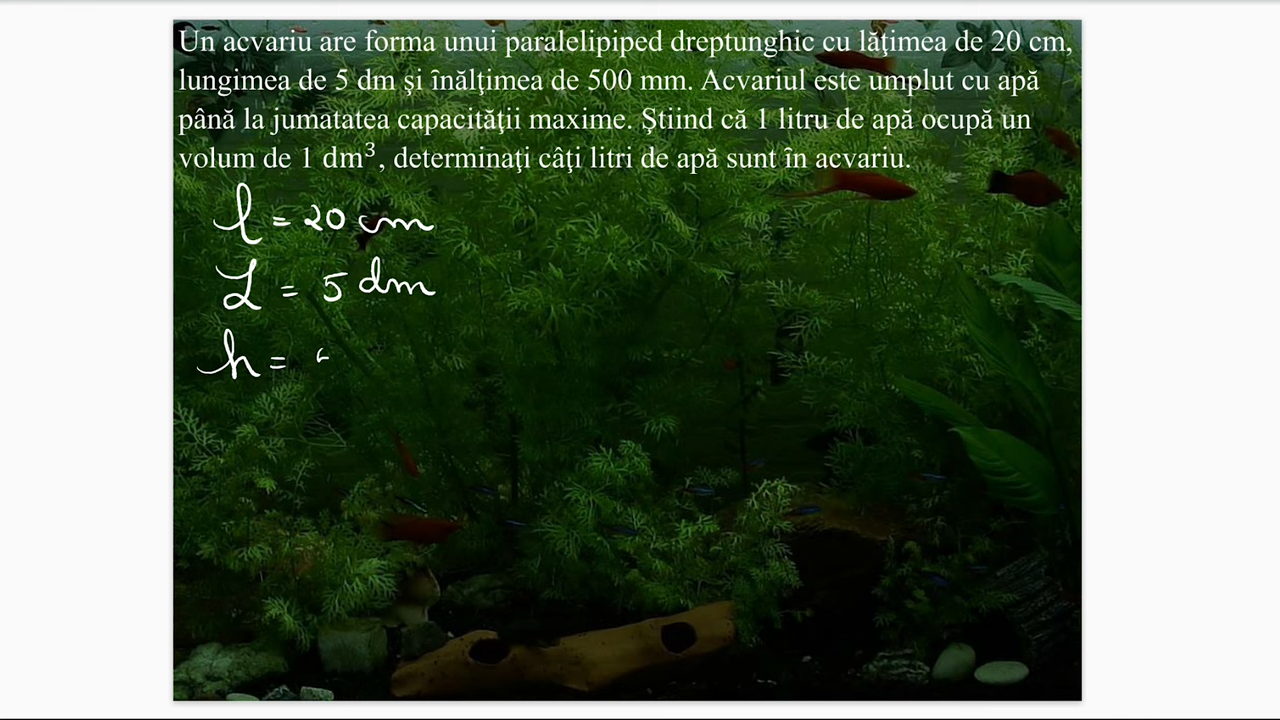 Un acvariu are forma unui paralelipiped dreptunghic cu lăţimea de 20 cm,
lungimea de 5 dm şi înălţimea de 500 mm. Acvariul este umplut cu apă
până la jumatatea capacităţii maxime. Ştiind că 1 litru de apă ocupă un
volum de 1 dm³, determinaţi câţi litri de apă sunt în acvariu.
l = 20 cm
L = 5 dm
h =